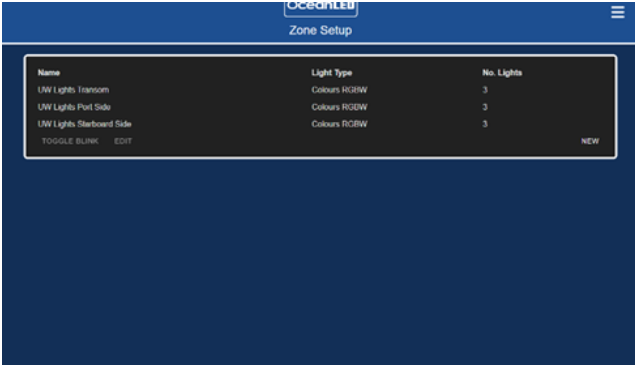 OceanLED
Zone Setup
Name Light Type No. Lights
UW Lights Transom Colours RGBW 3
UW Lights Port Side Colours RGBW 3
UW Lights Starboard Side Colours RGBW 3
TOGGLE BLINK EDIT NEW